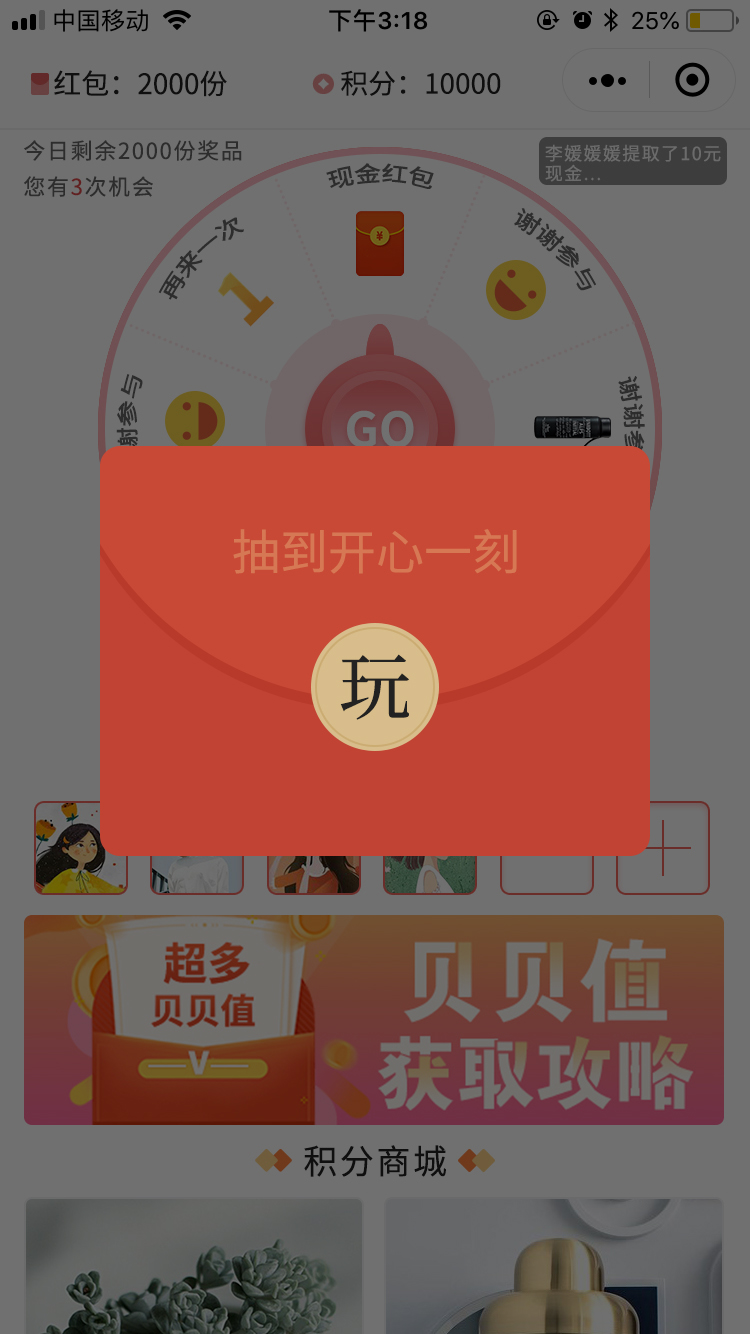 中国移动
下午3:18
25%
红包：2000份
积分：10000
今日剩余2000份奖品
您有3次机会
李媛媛媛提取了10元
现金...
现金红包
再来一次
谢谢参与
射参与
谢谢参
1
GO
抽到开心一刻
玩
超多
贝贝值
V
贝贝值
获取攻略
积分商城